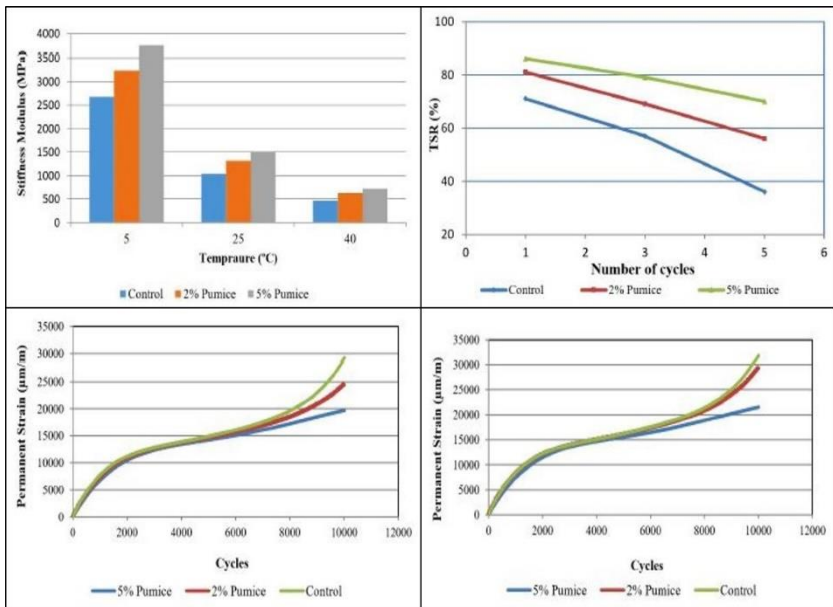 4000
3500
3000
2500
2000
1500
1000
500
0
Stiffness Modulus (MPa)
5 25 40
Tempraure (ºC)
Control 2% Pumice 5% Pumice
100
80
60
40
20
TSR (%)
0 1 2 3 4 5 6
Number of cycles
Control 2% Pumice 5% Pumice
35000
30000
25000
20000
15000
10000
5000
0
Permanent Strain (µm/m)
0 2000 4000 6000 8000 10000 12000
Cycles
5% Pumice 2% Pumice Control
35000
30000
25000
20000
15000
10000
5000
0
Permanent Strain (µm/m)
0 2000 4000 6000 8000 10000 12000
Cycles
5% Pumice 2% Pumice Control